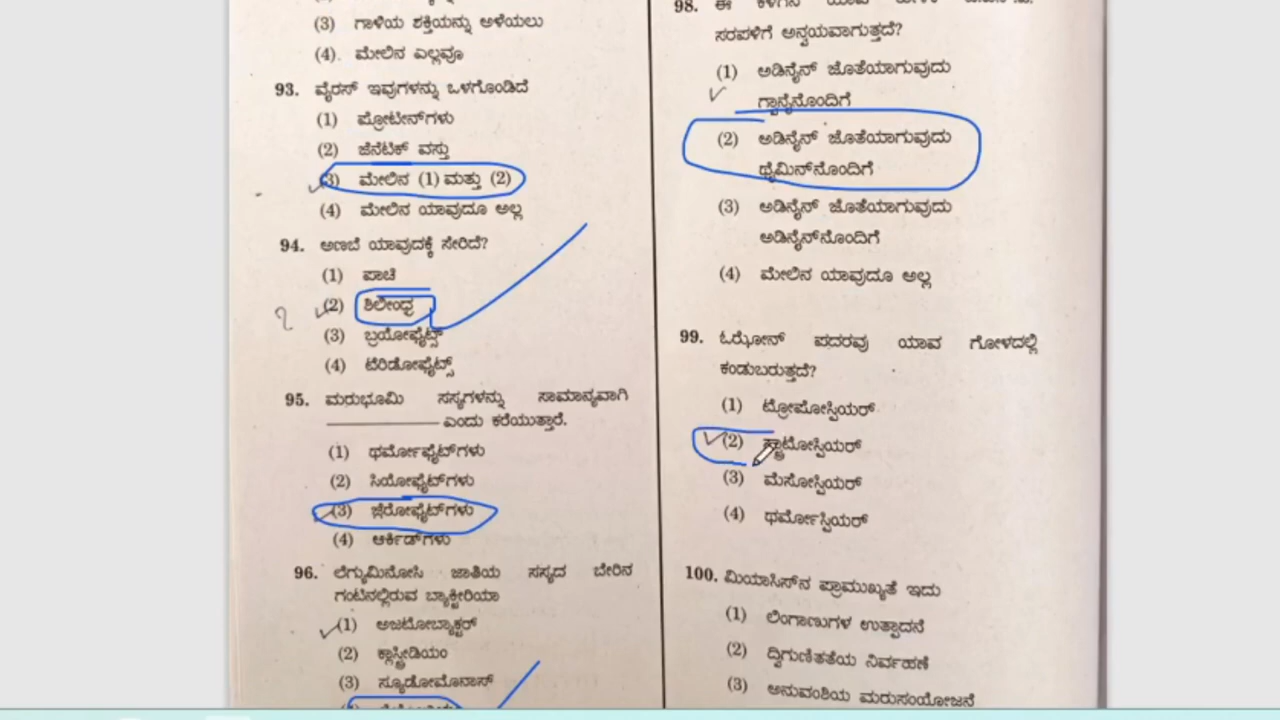 (3) ಗಾಳಿಯ ಶಕ್ತಿಯನ್ನು ಅಳೆಯಲು
(4). ಮೇಲಿನ ಎಲ್ಲವೂ
93. ವೈರಸ್ ಇವುಗಳನ್ನು ಒಳಗೊಂಡಿದೆ
(1) ಪ್ರೋಟೀನ್‌ಗಳು
(2) ಜೆನೆಟಿಕ್ ವಸ್ತು
(3) ಮೇಲಿನ (1) ಮತ್ತು (2)
(4) ಮೇಲಿನ ಯಾವುದೂ ಅಲ್ಲ
94. ಅಣಬೆ ಯಾವುದಕ್ಕೆ ಸೇರಿದೆ?
(1) ಪಾಚಿ
(2) ಶಿಲೀಂಧ್ರ
(3) ಬ್ರಯೋಫೈಟ್ಸ್
(4) ಟೆರಿಡೋಫೈಟ್ಸ್
95. ಮರುಭೂಮಿ ಸಸ್ಯಗಳನ್ನು ಸಾಮಾನ್ಯವಾಗಿ
__________ ಎಂದು ಕರೆಯುತ್ತಾರೆ.
(1) ಥರ್ಮೋಫೈಟ್‌ಗಳು
(2) ಸಿಯೋಫೈಟ್‌ಗಳು
(3) ಜೆರೋಫೈಟ್‌ಗಳು
(4) ಆರ್ಕಿಡ್‌ಗಳು
96. ಲೆಗ್ಯುಮಿನೋಸಿ ಜಾತಿಯ ಸಸ್ಯದ ಬೇರಿನ
ಗಂಟಿನಲ್ಲಿರುವ ಬ್ಯಾಕ್ಟೀರಿಯಾ
(1) ಅಜಟೋಬ್ಯಾಕ್ಟರ್
(2) ಕ್ಲಾಸ್ಟ್ರೀಡಿಯಂ
(3) ಸ್ಯೂಡೋಮೊನಾಸ್
98. ಈ
ಸರಪಳಿಗೆ ಅನ್ವಯವಾಗುತ್ತದೆ?
(1) ಅಡಿನೈನ್ ಜೊತೆಯಾಗುವುದು
ಗ್ವಾನೈನೊಂದಿಗೆ
(2) ಅಡಿನೈನ್ ಜೊತೆಯಾಗುವುದು
ಥೈಮಿನ್‌ನೊಂದಿಗೆ
(3) ಅಡಿನೈನ್ ಜೊತೆಯಾಗುವುದು
ಅಡಿನೈನ್‌ನೊಂದಿಗೆ
(4) ಮೇಲಿನ ಯಾವುದೂ ಅಲ್ಲ
99. ಓಝೋನ್ ಪದರವು ಯಾವ ಗೋಳದಲ್ಲಿ
ಕಂಡುಬರುತ್ತದೆ?
(1) ಟ್ರೋಪೋಸ್ಪಿಯರ್
(2) ಸ್ಟ್ರಾಟೋಸ್ಪಿಯರ್
(3) ಮೆಸೋಸ್ಪಿಯರ್
(4) ಥರ್ಮೋಸ್ಪಿಯರ್
100. ಮಿಯಾಸಿಸ್‌ನ ಪ್ರಾಮುಖ್ಯತೆ ಇದು
(1) ಲಿಂಗಾಣುಗಳ ಉತ್ಪಾದನೆ
(2) ದ್ವಿಗುಣಿತತೆಯ ನಿರ್ವಹಣೆ
(3) ಅನುವಂಶಿಯ ಮರುಸಂಯೋಜನೆ